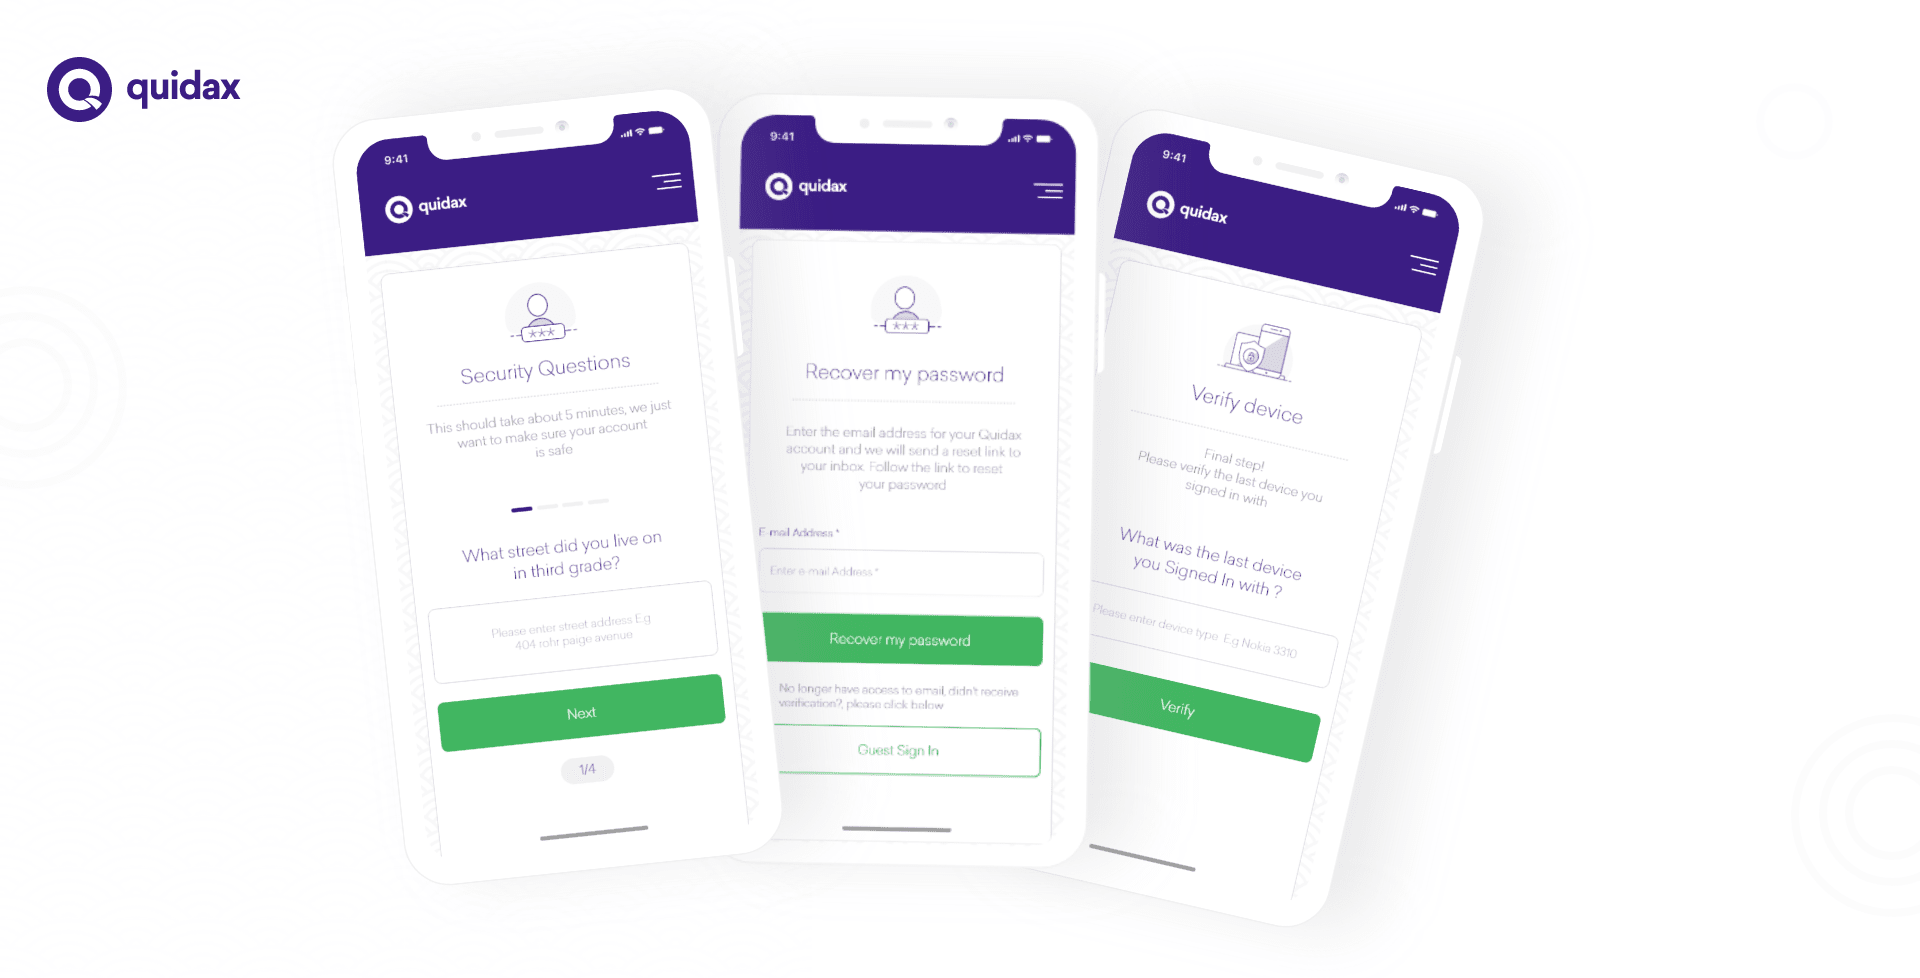 quidax
9:41
quidax
Security Questions
This should take about 5 minutes, we just
want to make sure your account
is safe
What street did you live on
in third grade?
Please enter street address E.g
404 rohr paige avenue
Next
1/4
9:41
quidax
Recover my password
Enter the email address for your Quidax
account and we will send a reset link to
your inbox. Follow the link to reset
your password
E-mail Address *
Enter e-mail Address *
Recover my password
No longer have access to email, didn't receive
verification?, please click below
Guest Sign In
9:41
quidax
Verify device
Final step!
Please verify the last device you
signed in with
What was the last device
you Signed In with ?
Please enter device type E.g Nokia 3310
Verify